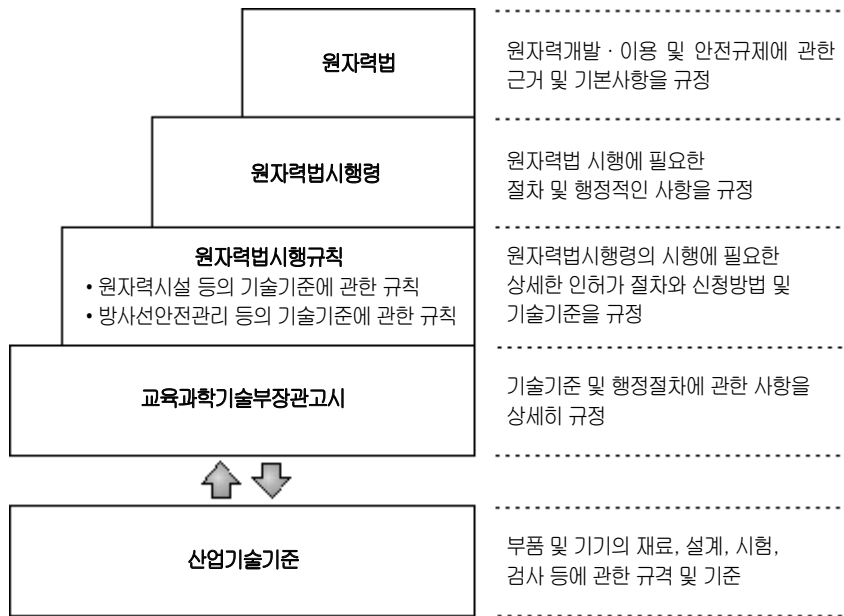 원자력법
원자력개발 · 이용 및 안전규제에 관한
근거 및 기본사항을 규정
원자력법시행령
원자력법 시행에 필요한
절차 및 행정적인 사항을 규정
원자력법시행규칙
• 원자력시설 등의 기술기준에 관한 규칙
• 방사선안전관리 등의 기술기준에 관한 규칙
원자력법시행령의 시행에 필요한
상세한 인허가 절차와 신청방법 및
기술기준을 규정
교육과학기술부장관고시
기술기준 및 행정절차에 관한 사항을
상세히 규정
산업기술기준
부품 및 기기의 재료, 설계, 시험,
검사 등에 관한 규격 및 기준